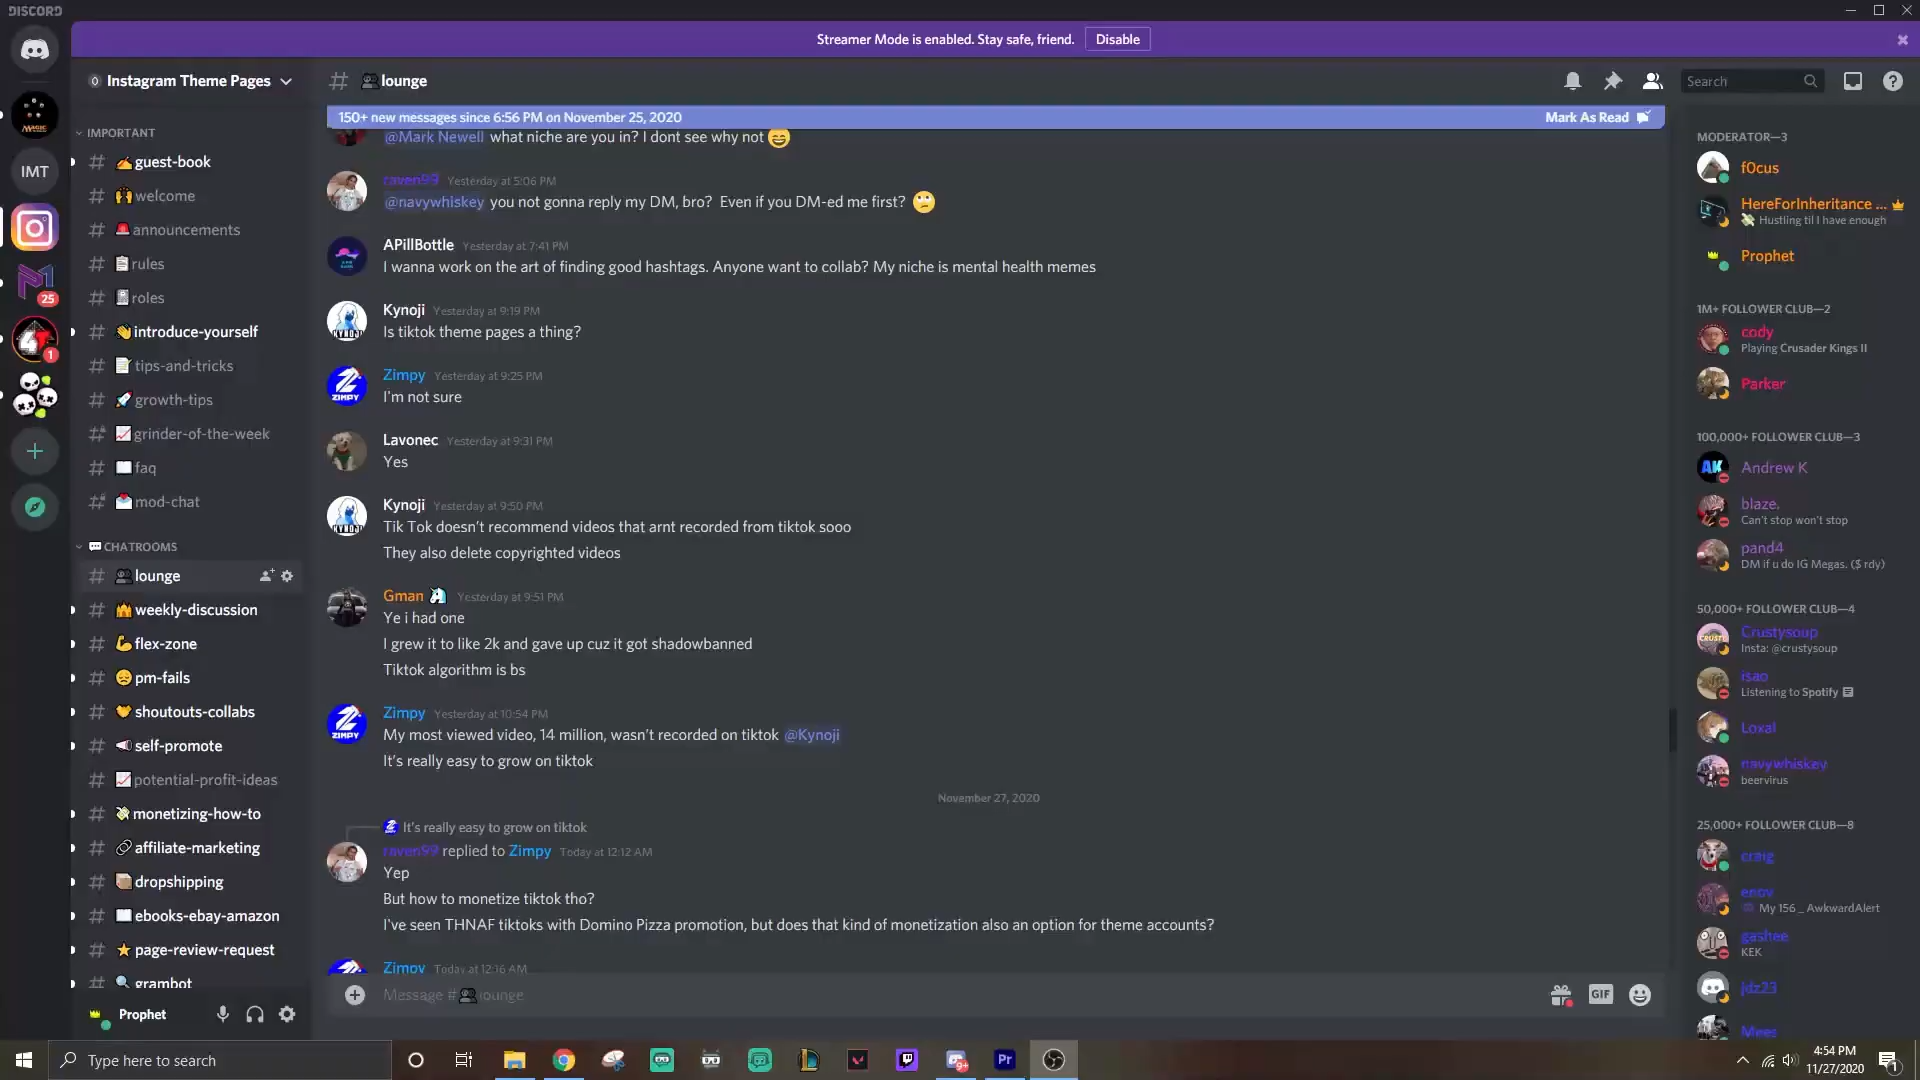 DISCORD
Streamer Mode is enabled. Stay safe, friend.
Disable
Instagram Theme Pages
lounge
Search
150+ new messages since 6:56 PM on November 25, 2020
Mark As Read
IMPORTANT
guest-book
welcome
announcements
rules
roles
introduce-yourself
tips-and-tricks
growth-tips
grinder-of-the-week
faq
mod-chat
CHATROOMS
lounge
weekly-discussion
flex-zone
pm-fails
shoutouts-collabs
self-promote
potential-profit-ideas
monetizing-how-to
affiliate-marketing
dropshipping
ebooks-ebay-amazon
page-review-request
grambot
Prophet
IMT
25
1
@Mark Newell what niche are you in? I dont see why not
raven99 Yesterday at 5:06 PM
@navywhiskey you not gonna reply my DM, bro? Even if you DM-ed me first?
APillBottle Yesterday at 7:41 PM
I wanna work on the art of finding good hashtags. Anyone want to collab? My niche is mental health memes
Kynoji Yesterday at 9:19 PM
Is tiktok theme pages a thing?
Zimpy Yesterday at 9:25 PM
I'm not sure
Lavonec Yesterday at 9:31 PM
Yes
Kynoji Yesterday at 9:50 PM
Tik Tok doesn't recommend videos that arnt recorded from tiktok sooo
They also delete copyrighted videos
Gman Yesterday at 9:51 PM
Ye i had one
I grew it to like 2k and gave up cuz it got shadowbanned
Tiktok algorithm is bs
Zimpy Yesterday at 10:54 PM
My most viewed video, 14 million, wasn't recorded on tiktok @Kynoji
It's really easy to grow on tiktok
November 27, 2020
It's really easy to grow on tiktok
raven99 replied to Zimpy Today at 12:12 AM
Yep
But how to monetize tiktok tho?
I've seen THNAF tiktoks with Domino Pizza promotion, but does that kind of monetization also an option for theme accounts?
Zimpy Today at 12:16 AM
Message # lounge
GIF
MODERATOR—3
f0cus
HereForInheritance ...
Hustling til I have enough
Prophet
1M+ FOLLOWER CLUB—2
cody
Playing Crusader Kings II
Parker
100,000+ FOLLOWER CLUB—3
Andrew K
blaze.
Can't stop won't stop
pand4
DM if u do IG Megas. ($ rdy)
50,000+ FOLLOWER CLUB—4
Crustysoup
Insta: @crustysoup
isao
Listening to Spotify
Loxal
navywhiskey
beervirus
25,000+ FOLLOWER CLUB—8
craig
enov
My 156 _ AwkwardAlert
gashee
KEK
jdz23
Mees
Type here to search
4:54 PM
11/27/2020